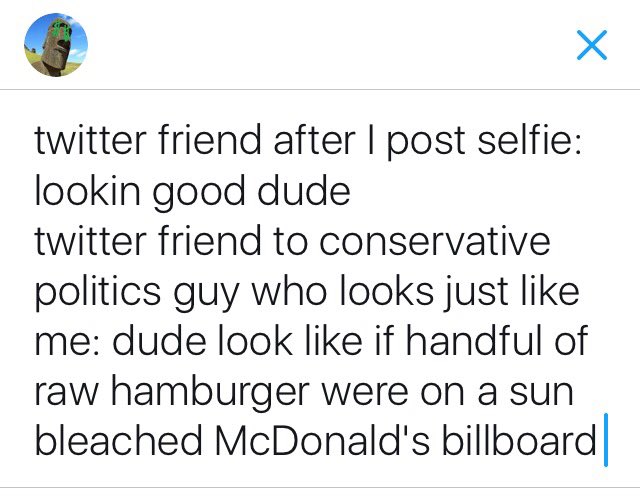 twitter friend after I post selfie:
lookin good dude
twitter friend to conservative
politics guy who looks just like
me: dude look like if handful of
raw hamburger were on a sun
bleached McDonald's billboard